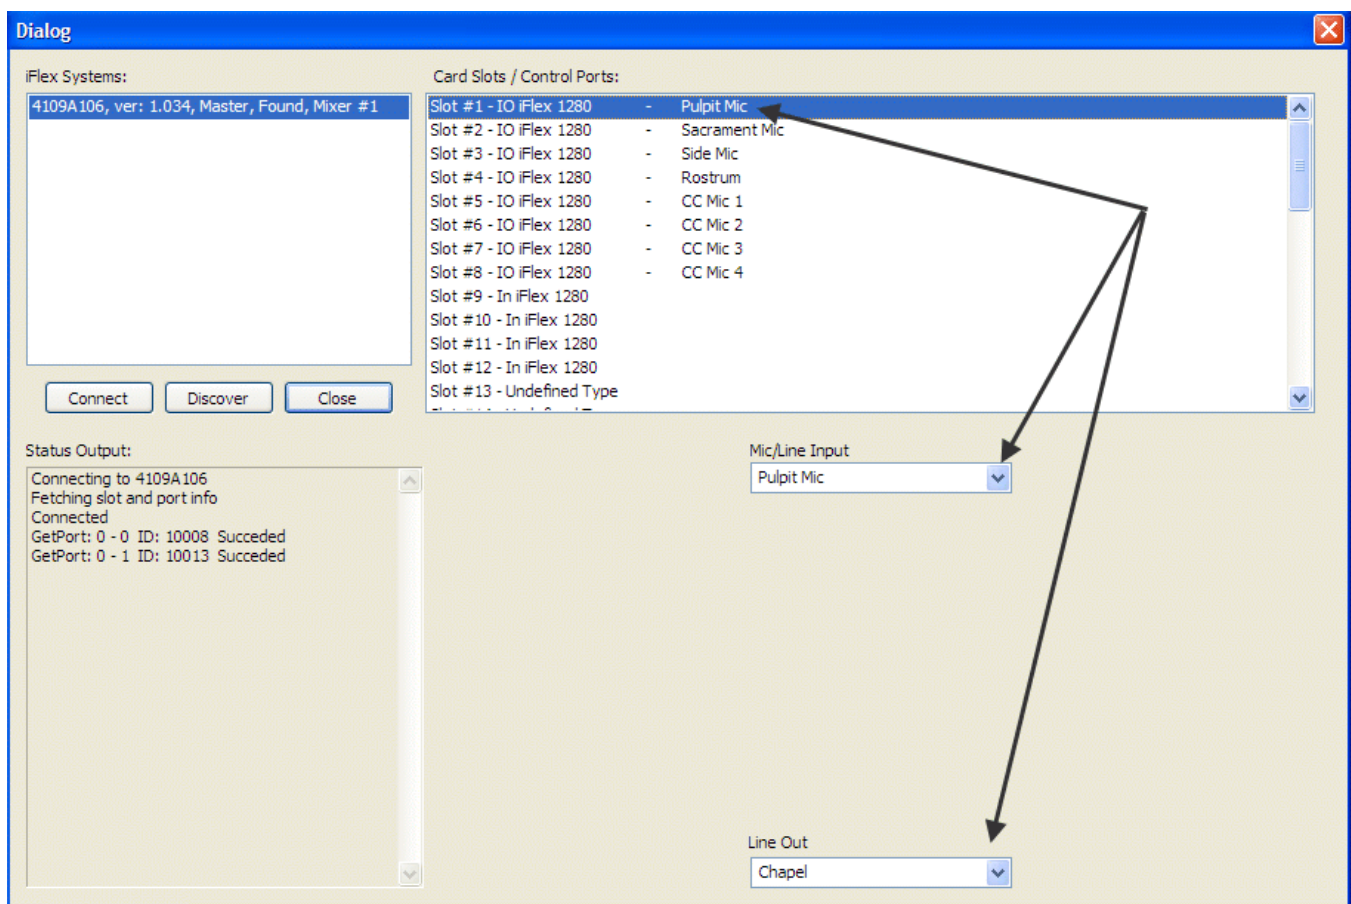 Dialog
iFlex Systems:
4109A106, ver: 1.034, Master, Found, Mixer #1
Connect Discover Close
Card Slots / Control Ports:
Slot #1 - IO iFlex 1280 - Pulpit Mic
Slot #2 - IO iFlex 1280 - Sacrament Mic
Slot #3 - IO iFlex 1280 - Side Mic
Slot #4 - IO iFlex 1280 - Rostrum
Slot #5 - IO iFlex 1280 - CC Mic 1
Slot #6 - IO iFlex 1280 - CC Mic 2
Slot #7 - IO iFlex 1280 - CC Mic 3
Slot #8 - IO iFlex 1280 - CC Mic 4
Slot #9 - In iFlex 1280
Slot #10 - In iFlex 1280
Slot #11 - In iFlex 1280
Slot #12 - In iFlex 1280
Slot #13 - Undefined Type
Status Output:
Connecting to 4109A106
Fetching slot and port info
Connected
GetPort: 0 - 0 ID: 10008 Succeded
GetPort: 0 - 1 ID: 10013 Succeded
Mic/Line Input
Pulpit Mic
Line Out
Chapel